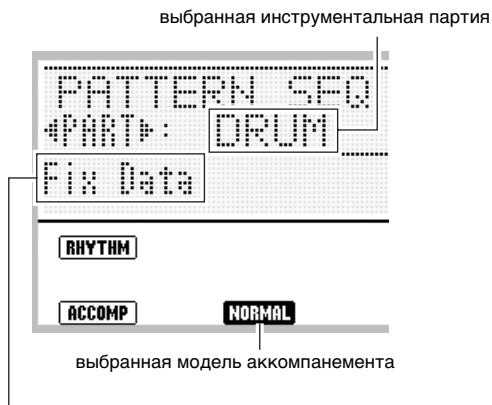 выбранная инструментальная партия
PATTERN SEQ
◄PART►: DRUM
Fix Data
RHYTHM
ACCOMP NORMAL
выбранная модель аккомпанемента